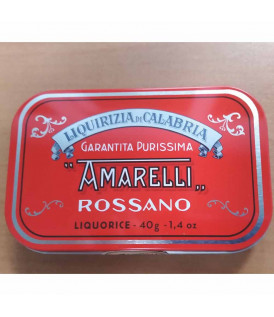 LIQUIRIZIA DI CALABRIA
GARANTITA PURISSIMA
"AMARELLI„
ROSSANO
LIQUORICE - 40g - 1,4 oz